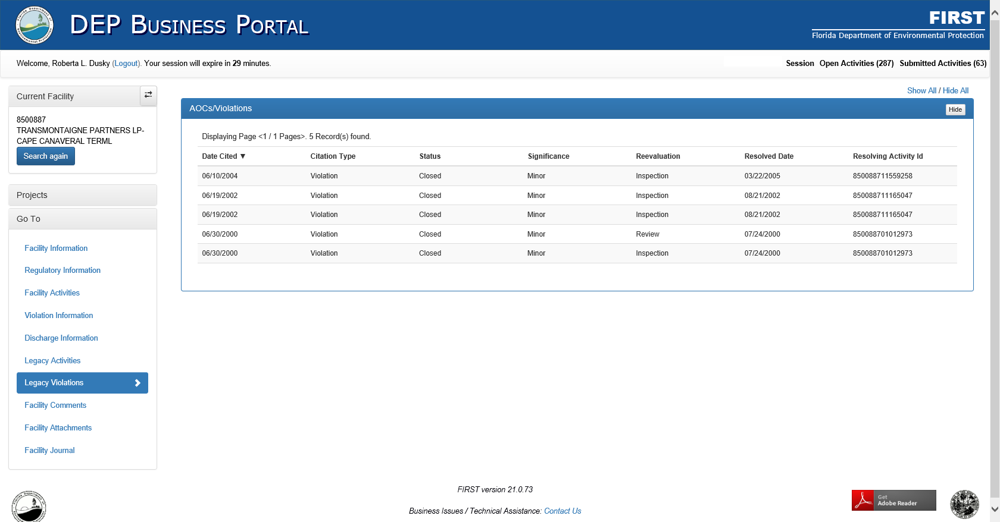 DEP BUSINESS PORTAL
FIRST
Florida Department of Environmental Protection
Welcome, Roberta L. Dusky (Logout). Your session will expire in 29 minutes.
Session Open Activities (287) Submitted Activities (63)
Current Facility
8500887
TRANSMONTAIGNE PARTNERS LP-
CAPE CANAVERAL TERML
Search again
Projects
Go To
Facility Information
Regulatory Information
Facility Activities
Violation Information
Discharge Information
Legacy Activities
Legacy Violations
Facility Comments
Facility Attachments
Facility Journal
Show All / Hide All
AOCs/Violations
Hide
Displaying Page <1 / 1 Pages>. 5 Record(s) found.
Date Cited ▼ Citation Type Status Significance Reevaluation Resolved Date Resolving Activity Id
06/10/2004 Violation Closed Minor Inspection 03/22/2005 850088711559258
06/19/2002 Violation Closed Minor Inspection 08/21/2002 850088711165047
06/19/2002 Violation Closed Minor Inspection 08/21/2002 850088711165047
06/30/2000 Violation Closed Minor Review 07/24/2000 850088701012973
06/30/2000 Violation Closed Minor Inspection 07/24/2000 850088701012973
FIRST version 21.0.73
Business Issues / Technical Assistance: Contact Us
Get
Adobe Reader